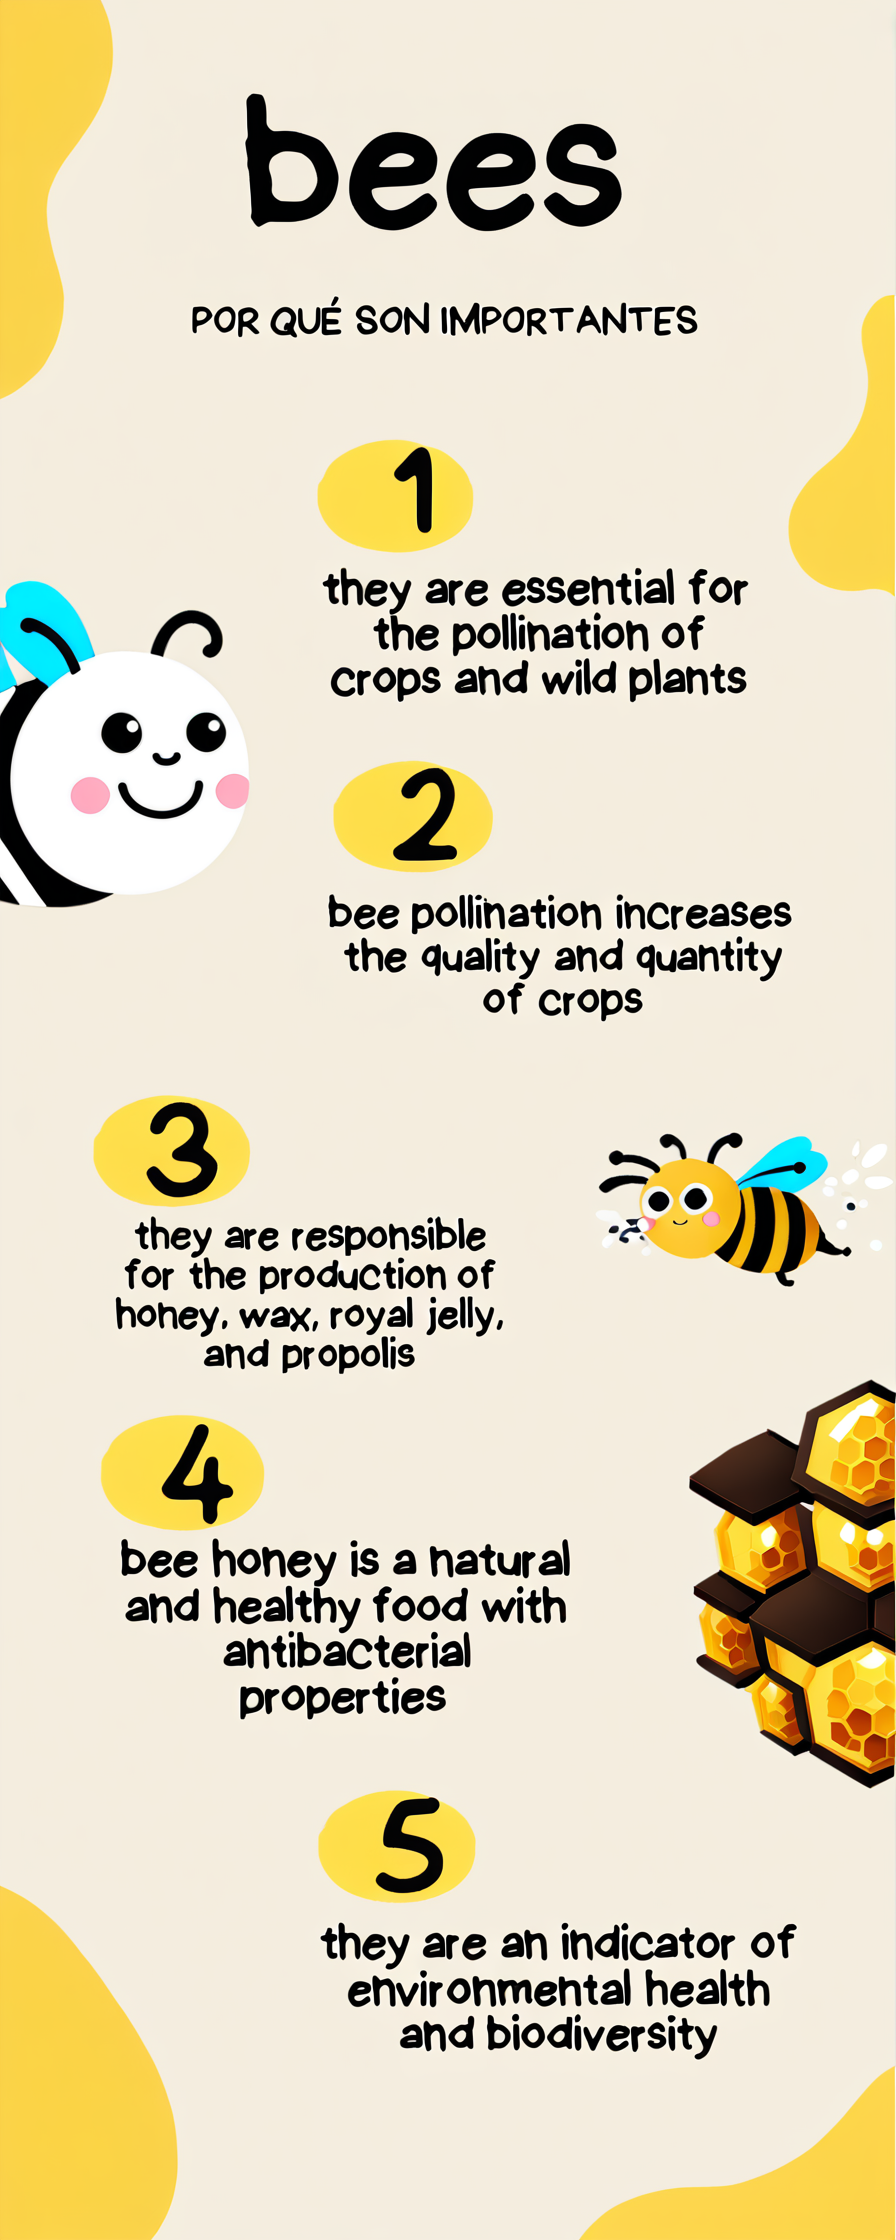 bees
POR QUÉ SON IMPORTANTES
1
they are essential for
the pollination of
crops and wild plants
2
bee pollination increases
the quality and quantity
of crops
3
they are responsible
for the production of
honey, wax, royal jelly,
and propolis
4
bee honey is a natural
and healthy food with
antibacterial
properties
5
they are an indicator of
environmental health
and biodiversity